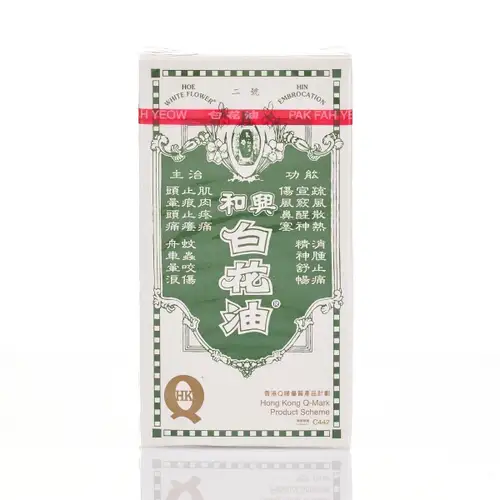 HOE
WHITE FLOWER®
二號
HIN
EMBROCATION
FAH YEOW 白花油 PAK FAH YEOW
功能
疏風散熱
宣竅醒神
傷風鼻塞
消腫止痛
精神舒暢
和興
白花油®
主治
肌肉疼痛
止痕止癢
頭暈頭痛
蚊蟲咬傷
舟車暈浪
HK
Q
香港Q嘜優質產品計劃
Hong Kong Q-Mark
Product Scheme
C442